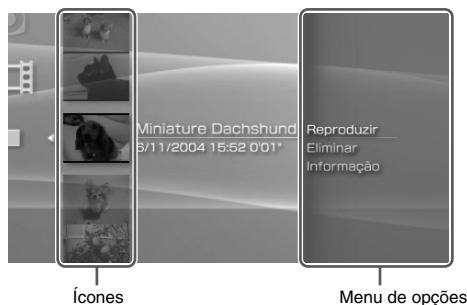 Miniature Dachshund
6/11/2004 15:52 0'01"
Reproduzir
Eliminar
Informação
Ícones
Menu de opções